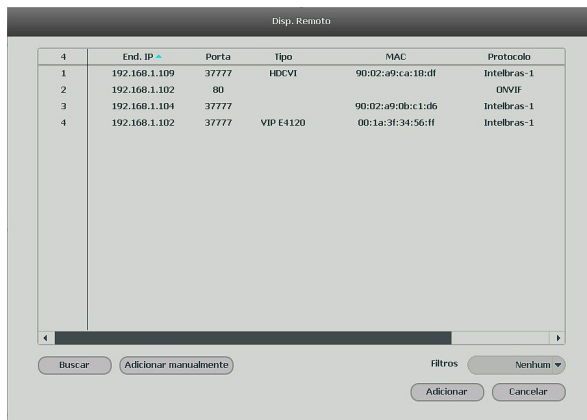 Disp. Remoto
4 End. IP Porta Tipo MAC Protocolo
1 192.168.1.109 37777 HDCVI 90:02:a9:ca:18:df Intelbras-1
2 192.168.1.102 80 ONVIF
3 192.168.1.104 37777 90:02:a9:0b:c1:d6 Intelbras-1
4 192.168.1.102 37777 VIP E4120 00:1a:3f:34:56:ff Intelbras-1
Buscar Adicionar manualmente Filtros Nenhum
Adicionar Cancelar